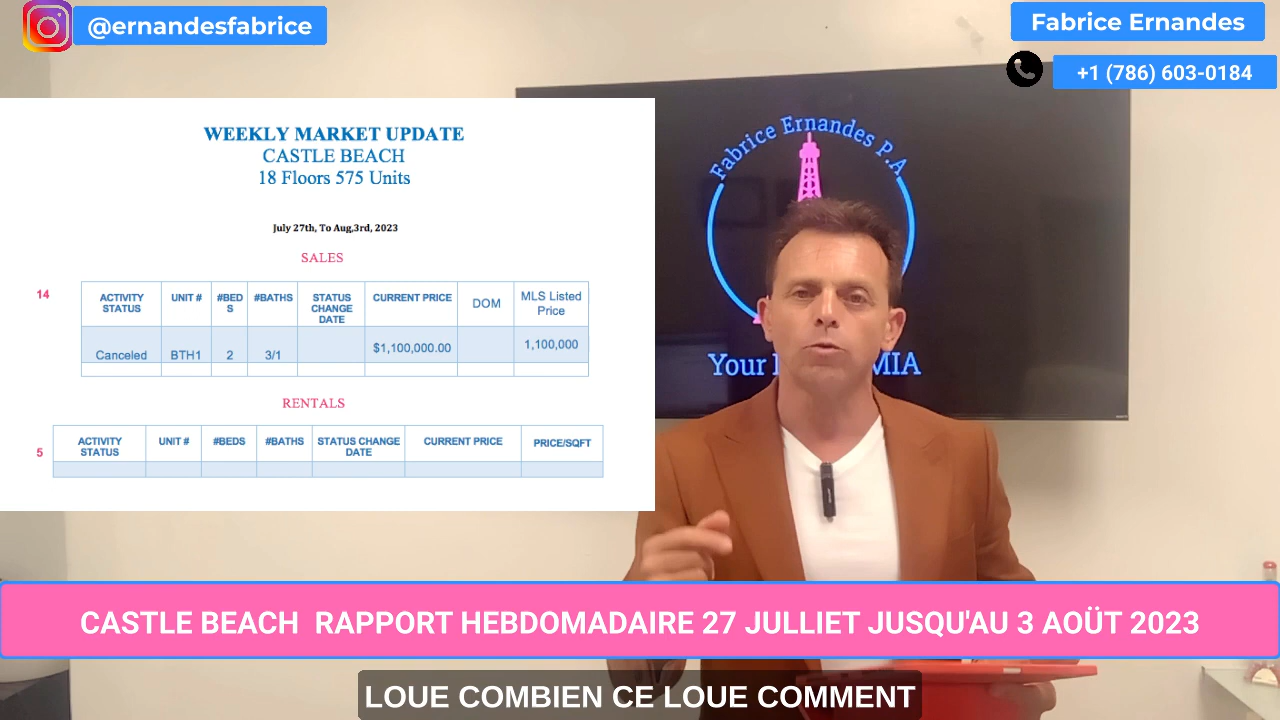 @ernandesfabrice
Fabrice Ernandes
+1 (786) 603-0184
WEEKLY MARKET UPDATE
CASTLE BEACH
18 Floors 575 Units
July 27th, To Aug,3rd, 2023
SALES
14
ACTIVITY STATUS UNIT # #BED S #BATHS STATUS CHANGE DATE CURRENT PRICE DOM MLS Listed Price
Canceled BTH1 2 3/1 $1,100,000.00 1,100,000
RENTALS
5
ACTIVITY STATUS UNIT # #BEDS #BATHS STATUS CHANGE DATE CURRENT PRICE PRICE/SQFT
Fabrice Ernandes P.A
Your MIA
CASTLE BEACH RAPPORT HEBDOMADAIRE 27 JULLIET JUSQU'AU 3 AOÜT 2023
LOUE COMBIEN CE LOUE COMMENT